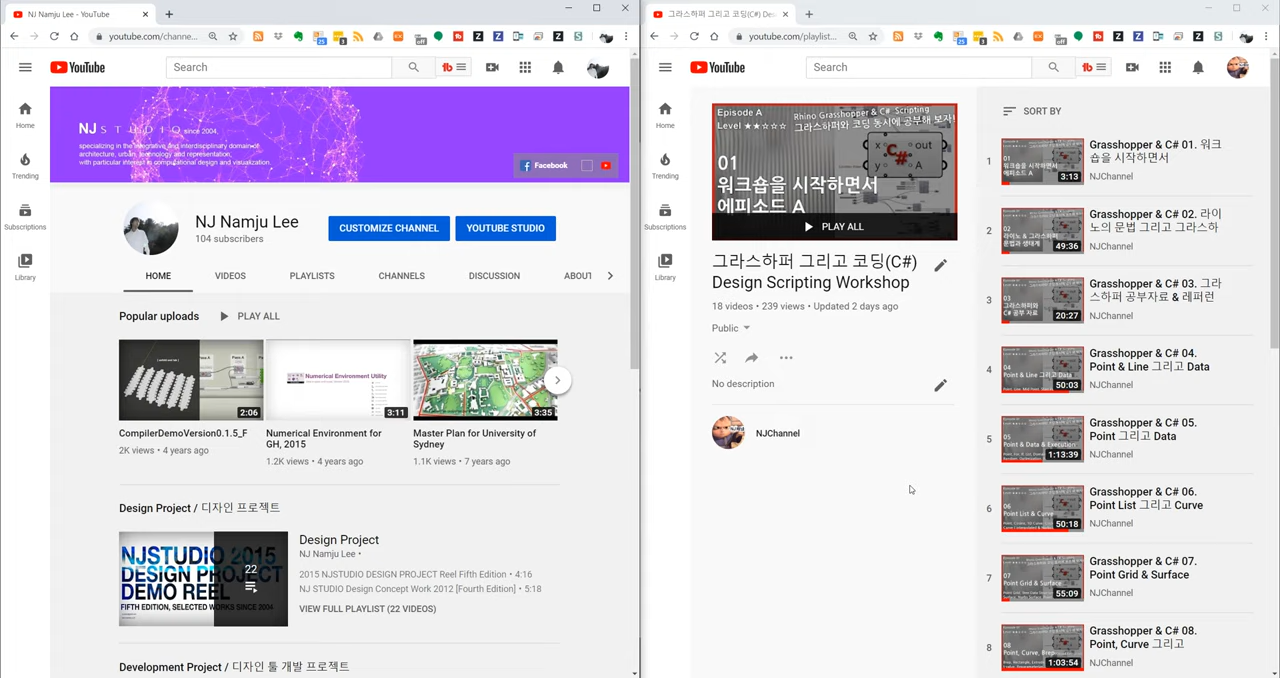 NJ Namju Lee - YouTube
youtube.com/channe...
YouTube
Search
Home
Trending
Subscriptions
Library
NJ STUDIO since 2004,
specializing in the integrative and interdisciplinary domain of
architecture, urban, technology and representation,
with particular interest in computational design and visualization.
Facebook
NJ Namju Lee
104 subscribers
CUSTOMIZE CHANNEL
YOUTUBE STUDIO
HOME
VIDEOS
PLAYLISTS
CHANNELS
DISCUSSION
ABOUT
Popular uploads
PLAY ALL
Numerical Environment Utility
2:06
3:11
3:35
CompilerDemoVersion0.1.5_F
2K views • 4 years ago
Numerical Environment for
GH, 2015
1.2K views • 4 years ago
Master Plan for University of
Sydney
1.1K views • 7 years ago
Design Project / 디자인 프로젝트
NJSTUDIO 2015
DESIGN PROJECT
DEMO REEL
FIFTH EDITION, SELECTED WORKS SINCE 2004
22
Design Project
NJ Namju Lee •
2015 NJSTUDIO DESIGN PROJECT Reel Fifth Edition • 4:16
NJ STUDIO Design Concept Work 2012 [Fourth Edition] • 5:18
VIEW FULL PLAYLIST (22 VIDEOS)
Development Project / 디자인 툴 개발 프로젝트
그라스하퍼 그리고 코딩(C#) Des
youtube.com/playlist...
YouTube
Search
Home
Trending
Subscriptions
Library
Episode A
Level ★★☆☆☆
Rhino Grasshopper & C# Scripting
그라스하퍼와 코딩 동시에 공부해 보자!
x
y
C#
out
A
01
워크숍을 시작하면서
에피소드 A
PLAY ALL
그라스하퍼 그리고 코딩(C#)
Design Scripting Workshop
18 videos • 239 views • Updated 2 days ago
Public
No description
NJChannel
SORT BY
1
3:13
Grasshopper & C# 01. 워크
숍을 시작하면서
NJChannel
2
49:36
Grasshopper & C# 02. 라이
노의 문법 그리고 그라스하
NJChannel
3
20:27
Grasshopper & C# 03. 그라
스하퍼 공부자료 & 레퍼런
NJChannel
4
50:03
Grasshopper & C# 04.
Point & Line 그리고 Data
NJChannel
5
1:13:39
Grasshopper & C# 05.
Point 그리고 Data
NJChannel
6
50:18
Grasshopper & C# 06.
Point List 그리고 Curve
NJChannel
7
55:09
Grasshopper & C# 07.
Point Grid & Surface
NJChannel
8
1:03:54
Grasshopper & C# 08.
Point, Curve 그리고
NJChannel